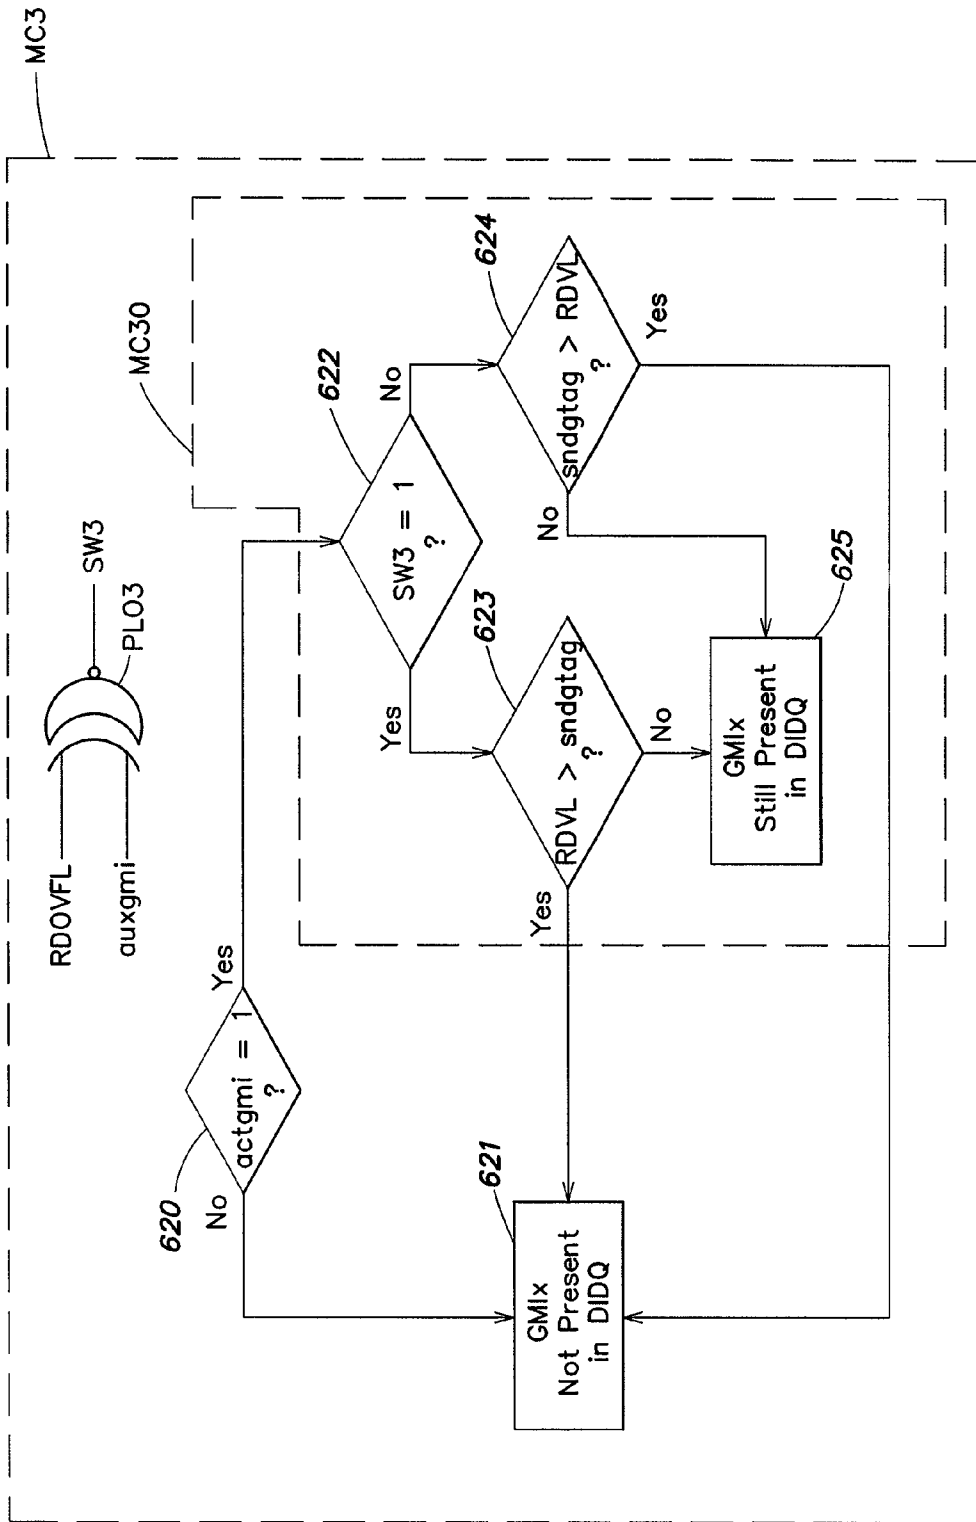 MC3
MC30
RDOVFL
auxgmi
SW3
PLO3
620
actgmi = 1
?
Yes
No
622
SW3 = 1
?
Yes
No
623
RDVL > sndgtag
?
Yes
No
624
sndgtag > RDVL
?
No
Yes
621
GMIx
Not Present
in DIDQ
625
GMIx
Still Present
in DIDQ